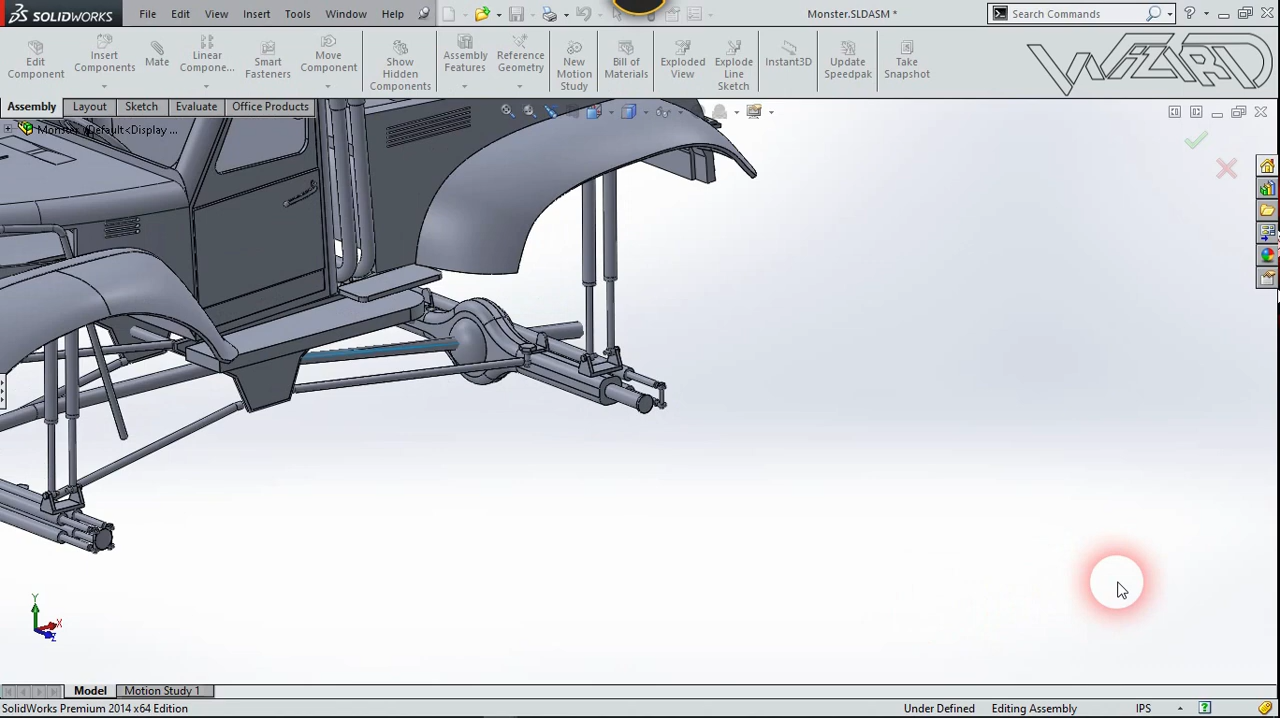 SOLIDWORKS File Edit View Insert Tools Window Help Monster.SLDASM * Search Commands
Edit Component
Insert Components
Mate
Linear Compone...
Smart Fasteners
Move Component
Show Hidden Components
Assembly Features
Reference Geometry
New Motion Study
Bill of Materials
Exploded View
Explode Line Sketch
Instant3D
Update Speedpak
Take Snapshot
WIZARD
Assembly Layout Sketch Evaluate Office Products
(Default<Display ...
Y
X
Z
Model Motion Study 1
SolidWorks Premium 2014 x64 Edition Under Defined Editing Assembly IPS